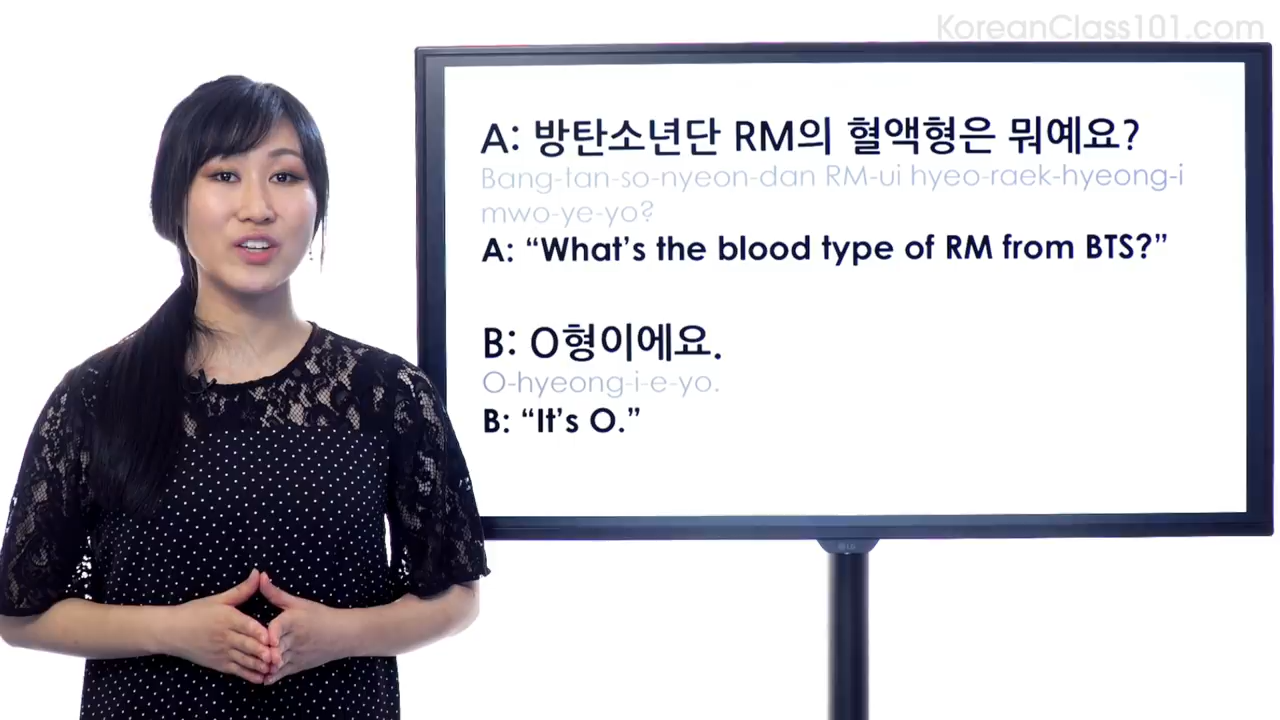 KoreanClass101.com
A: 방탄소년단 RM의 혈액형은 뭐예요?
Bang-tan-so-nyeon-dan RM-ui hyeo-raek-hyeong-i
mwo-ye-yo?
A: “What’s the blood type of RM from BTS?”
B: O형이에요.
O-hyeong-i-e-yo.
B: “It’s O.”
LG